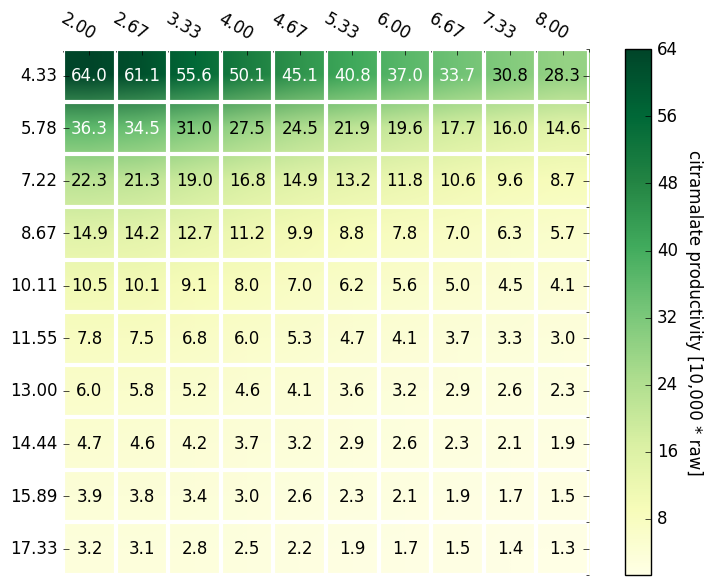 2.00 2.67 3.33 4.00 4.67 5.33 6.00 6.67 7.33 8.00
4.33 64.0 61.1 55.6 50.1 45.1 40.8 37.0 33.7 30.8 28.3
5.78 36.3 34.5 31.0 27.5 24.5 21.9 19.6 17.7 16.0 14.6
7.22 22.3 21.3 19.0 16.8 14.9 13.2 11.8 10.6 9.6 8.7
8.67 14.9 14.2 12.7 11.2 9.9 8.8 7.8 7.0 6.3 5.7
10.11 10.5 10.1 9.1 8.0 7.0 6.2 5.6 5.0 4.5 4.1
11.55 7.8 7.5 6.8 6.0 5.3 4.7 4.1 3.7 3.3 3.0
13.00 6.0 5.8 5.2 4.6 4.1 3.6 3.2 2.9 2.6 2.3
14.44 4.7 4.6 4.2 3.7 3.2 2.9 2.6 2.3 2.1 1.9
15.89 3.9 3.8 3.4 3.0 2.6 2.3 2.1 1.9 1.7 1.5
17.33 3.2 3.1 2.8 2.5 2.2 1.9 1.7 1.5 1.4 1.3
64
56
48
40
32
24
16
8
citramalate productivity [10,000 * raw]